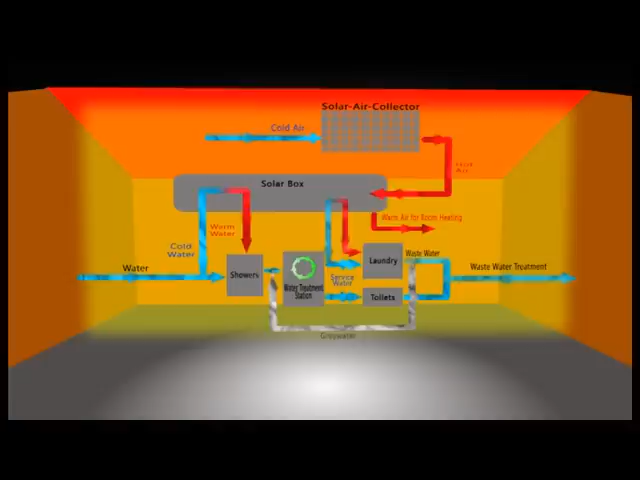 Solar-Air-Collector
Cold Air
Hot
Air
Solar Box
Warm Air for Room Heating
Warm
Water
Cold
Water
Waste Water
Laundry
Water
Showers
Waste Water Treatment
Service
Water
Water Treatment
Station
Toilets
Greywater